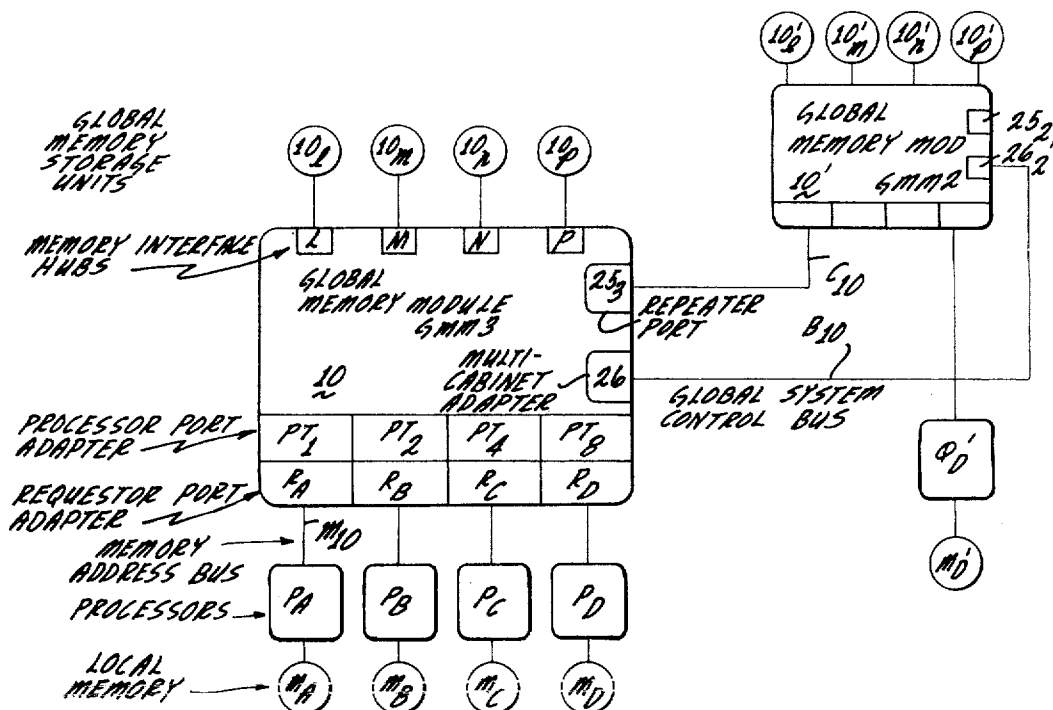 10'l 10'm 10'n 10'p
GLOBAL
MEMORY
STORAGE
UNITS
10l 10m 10n 10p
GLOBAL
MEMORY MOD
10' GMM2
25 2'
26 2'
MEMORY INTERFACE
HUBS
L M N P
GLOBAL
MEMORY MODULE
GMM3
10
25 3
REPEATER
PORT
C10
B10
MULTI-
CABINET
ADAPTER
26
GLOBAL SYSTEM
CONTROL BUS
PROCESSOR PORT
ADAPTER
PT1 PT2 PT4 PT8
REQUESTOR PORT
ADAPTER
RA RB RC RD
M10
MEMORY
ADDRESS BUS
PROCESSORS
PA PB PC PD
LOCAL
MEMORY
mA mB mC mD
D'
mD'